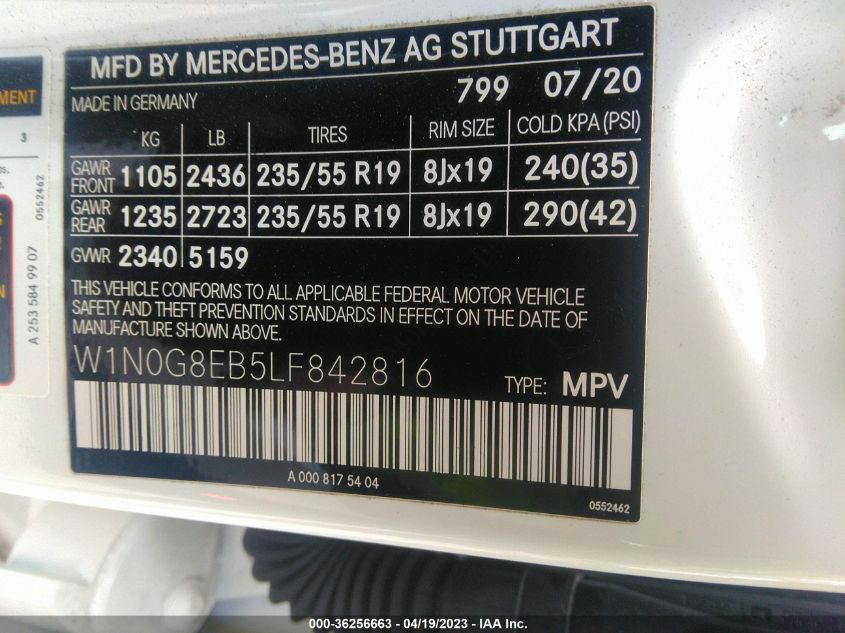 MFD BY MERCEDES-BENZ AG STUTTGART
MADE IN GERMANY 799 07/20
KG LB TIRES RIM SIZE COLD KPA (PSI)
GAWR FRONT 1105 2436 235/55 R19 8Jx19 240(35)
GAWR REAR 1235 2723 235/55 R19 8Jx19 290(42)
GVWR 2340 5159
THIS VEHICLE CONFORMS TO ALL APPLICABLE FEDERAL MOTOR VEHICLE
SAFETY AND THEFT PREVENTION STANDARDS IN EFFECT ON THE DATE OF
MANUFACTURE SHOWN ABOVE.
W1N0G8EB5LF842816 TYPE: MPV
A 000 817 54 04
0552462
MENT
3
0552462
A 253 584 99 07
000-36256663 / 04/19/2023 - IAA Inc.